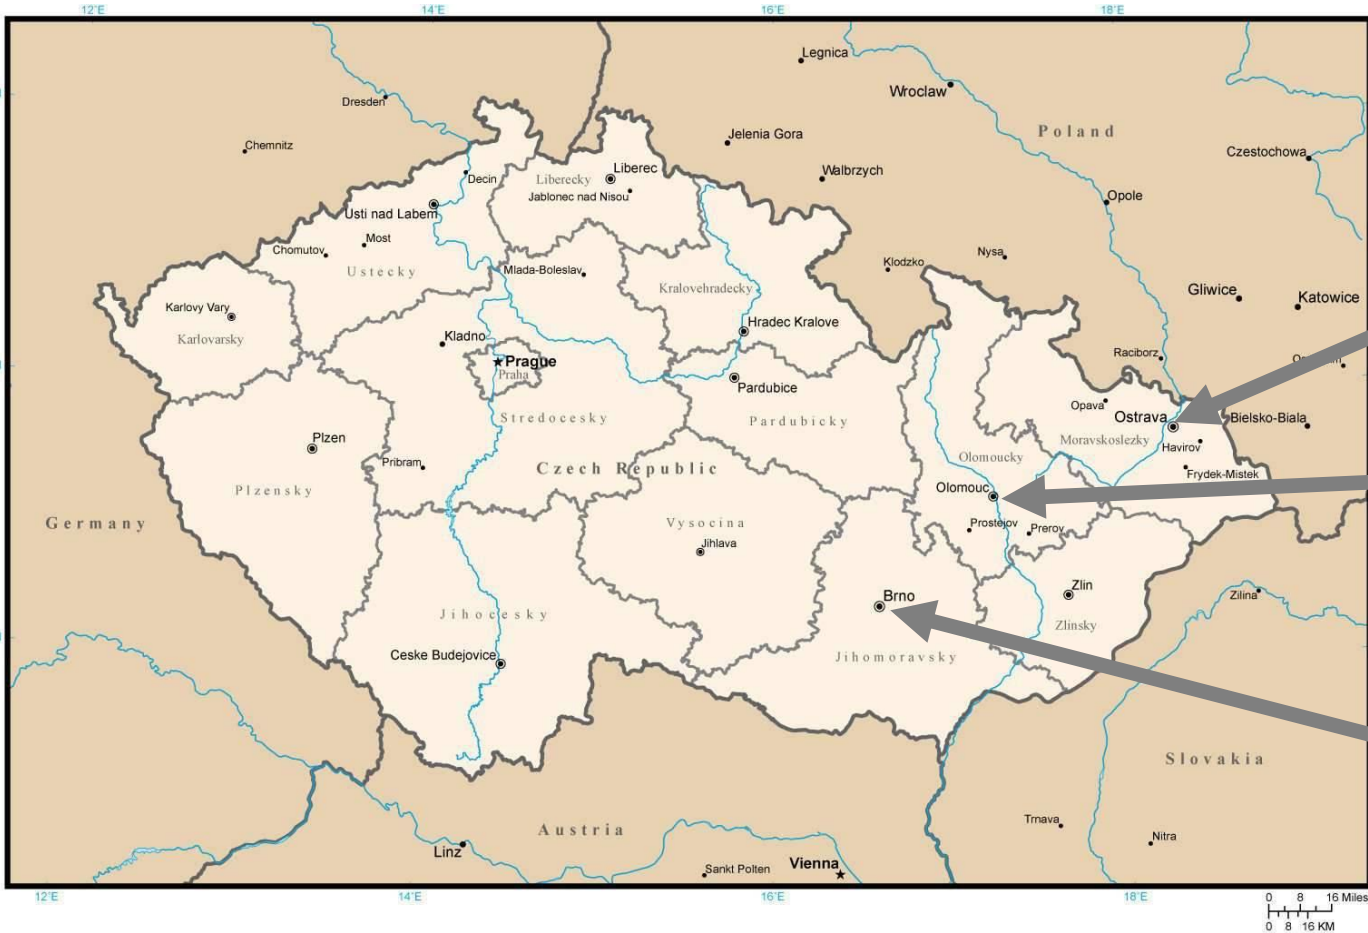 12°E 14°E 16°E 18°E
Legnica
Wroclaw
Dresden
Poland
Jelenia Gora
Chemnitz
Czestochowa
Liberec
Walbrzych
Decin
Liberecky
Jablonec nad Nisou
Opole
Usti nad Labem
Most
Chomutov
Nysa
Klodzko
Ustecky
Mlada-Boleslav
Kralovehradecky
Gliwice
Katowice
Karlovy Vary
Hradec Kralove
Karlovarsky
Kladno
Raciborz
Prague
Praha
Pardubice
Opava
Stredocesky
Pardubicky
Ostrava
Bielsko-Biala
Plzen
Moravskoslezky
Havirov
Olomoucky
Pribram
Czech Republic
Frydek-Mistek
Plzensky
Olomouc
Germany
Vysocina
Prostejov
Prerov
Jihlava
Zlin
Brno
Zilina
Jihocesky
Zlinsky
Ceske Budejovice
Jihomoravsky
Slovakia
Trnava
Austria
Nitra
Linz
Vienna
Sankt Polten
12°E 14°E 16°E 18°E
0 8 16 Miles
0 8 16 KM